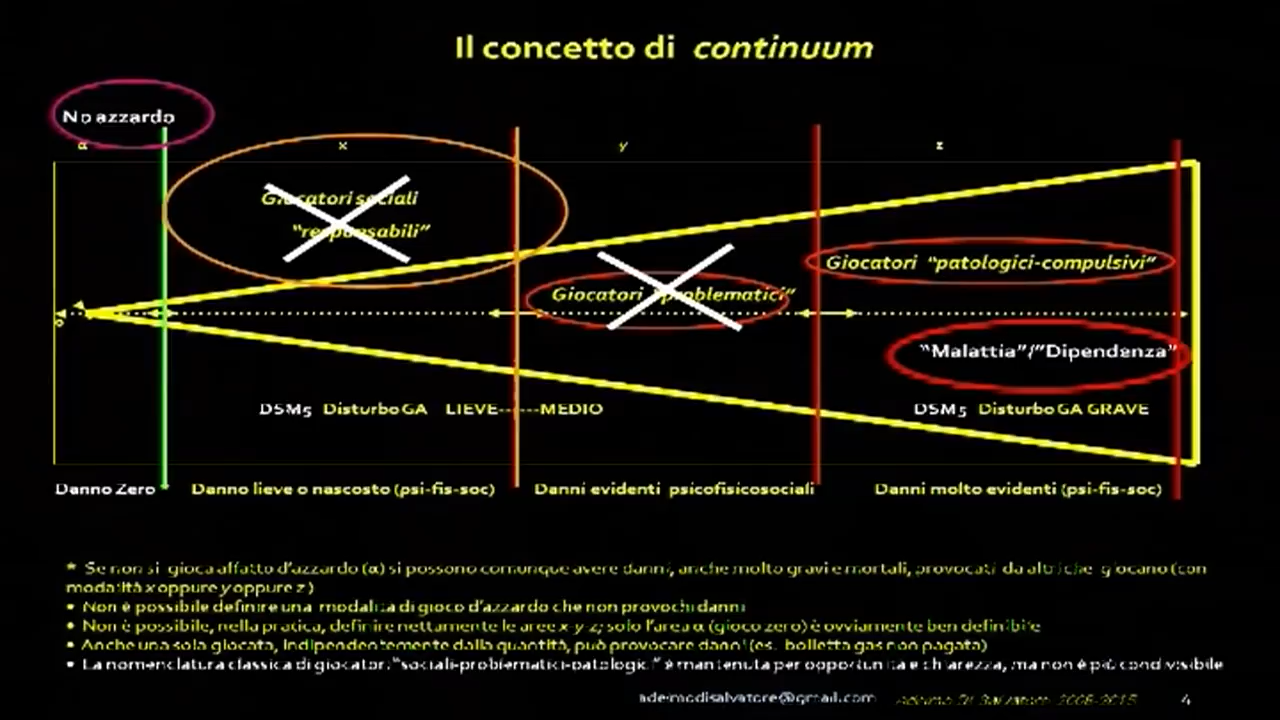 Il concetto di continuum
No azzardo
α x y z
Giocatori sociali
"responsabili"
Giocatori "patologici-compulsivi"
Giocatori "problematici"
"Malattia"/"Dipendenza"
DSM5 Disturbo GA LIEVE------MEDIO
DSM5 Disturbo GA GRAVE
Danno Zero
Danno lieve o nascosto (psi-fis-soc)
Danni evidenti psicofisicosociali
Danni molto evidenti (psi-fis-soc)
* Se non si gioca affatto d'azzardo (α) si possono comunque avere danni, anche molto gravi e mortali, provocati da altri che giocano (con
modalità x oppure y oppure z )
• Non è possibile definire una modalità di gioco d'azzardo che non provochi danni
• Non è possibile, nella pratica, definire nettamente le aree x-y-z; solo l'area α (gioco zero) è ovviamente ben definibile
• Anche una sola giocata, indipendentemente dalla quantità, può provocare danni (es. bolletta gas non pagata)
• La nomenclatura classica di giocatori "sociali-problematici-patologici" è mantenuta per opportunità e chiarezza, ma non è più condivisibile
ademodisalvatore@gmail.com Ademo Di Salvatore 2008-2015 4